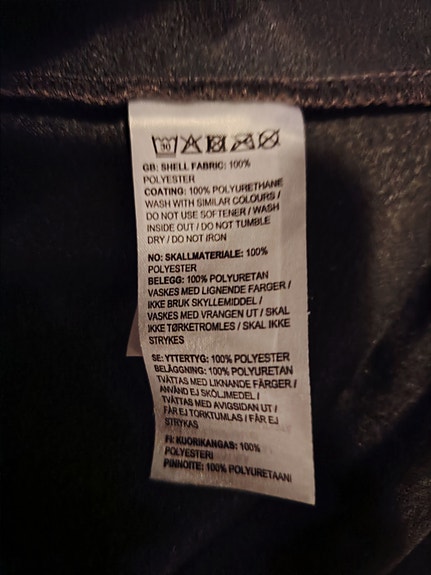 30
GB: SHELL FABRIC: 100%
POLYESTER
COATING: 100% POLYURETHANE
WASH WITH SIMILAR COLOURS /
DO NOT USE SOFTENER / WASH
INSIDE OUT / DO NOT TUMBLE
DRY / DO NOT IRON
NO: SKALLMATERIALE: 100%
POLYESTER
BELEGG: 100% POLYURETAN
VASKES MED LIGNENDE FARGER /
IKKE BRUK SKYLLEMIDDEL /
VASKES MED VRANGEN UT / SKAL
IKKE TØRKETROMLES / SKAL IKKE
STRYKES
SE: YTTERTYG: 100% POLYESTER
BELÄGGNING: 100% POLYURETAN
TVÄTTAS MED LIKNANDE FÄRGER /
ANVÄND EJ SKÖLJMEDEL /
TVÄTTAS MED AVIGSIDAN UT /
FÅR EJ TORKTUMLAS / FÅR EJ
STRYKAS
FI: KUORIKANGAS: 100%
POLYESTERI
PINNOITE: 100% POLYURETAANI